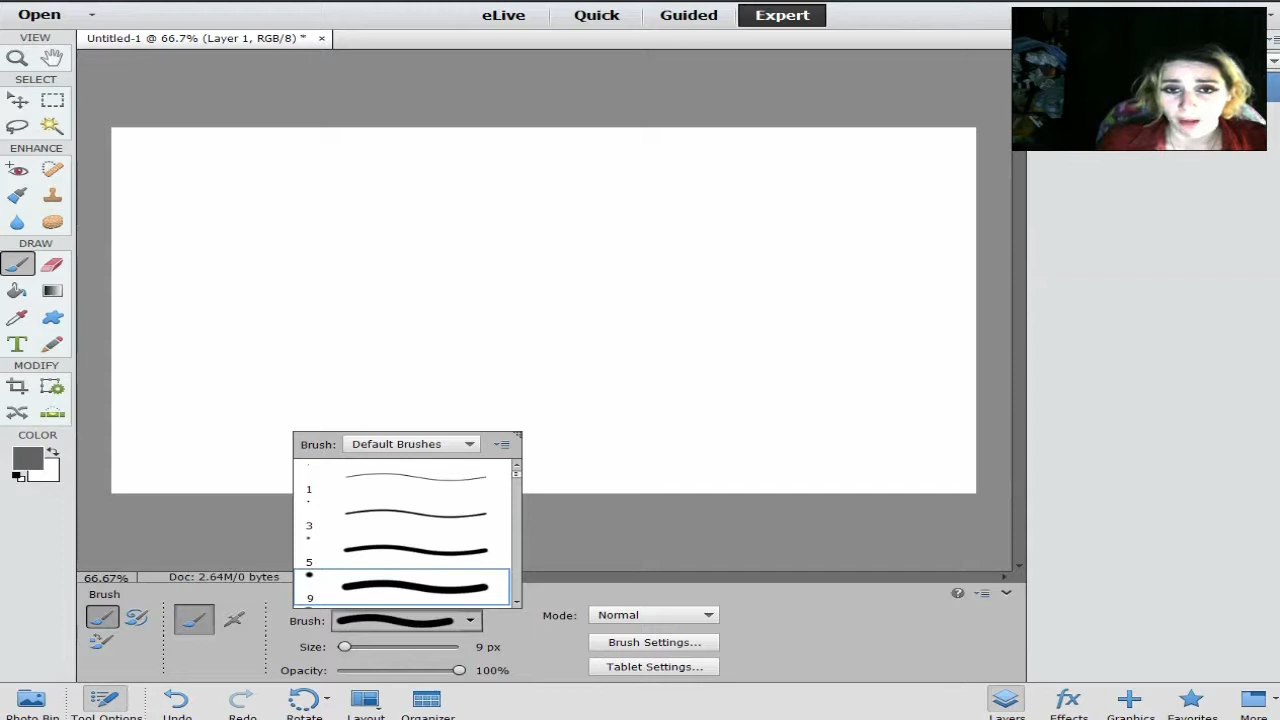 Open
eLive
Quick
Guided
Expert
VIEW
Untitled-1 @ 66.7% (Layer 1, RGB/8) * ×
SELECT
ENHANCE
DRAW
T
MODIFY
COLOR
Brush: Default Brushes
1
3
5
9
66.67% Doc: 2.64M/0 bytes
Brush
Brush:
Size: 9 px
Opacity: 100%
Mode: Normal
Brush Settings...
Tablet Settings...
Photo Bin
Tool Options
Undo
Redo
Rotate
Layout
Organizer
Layers
fx
Effects
Graphics
Favorites
More